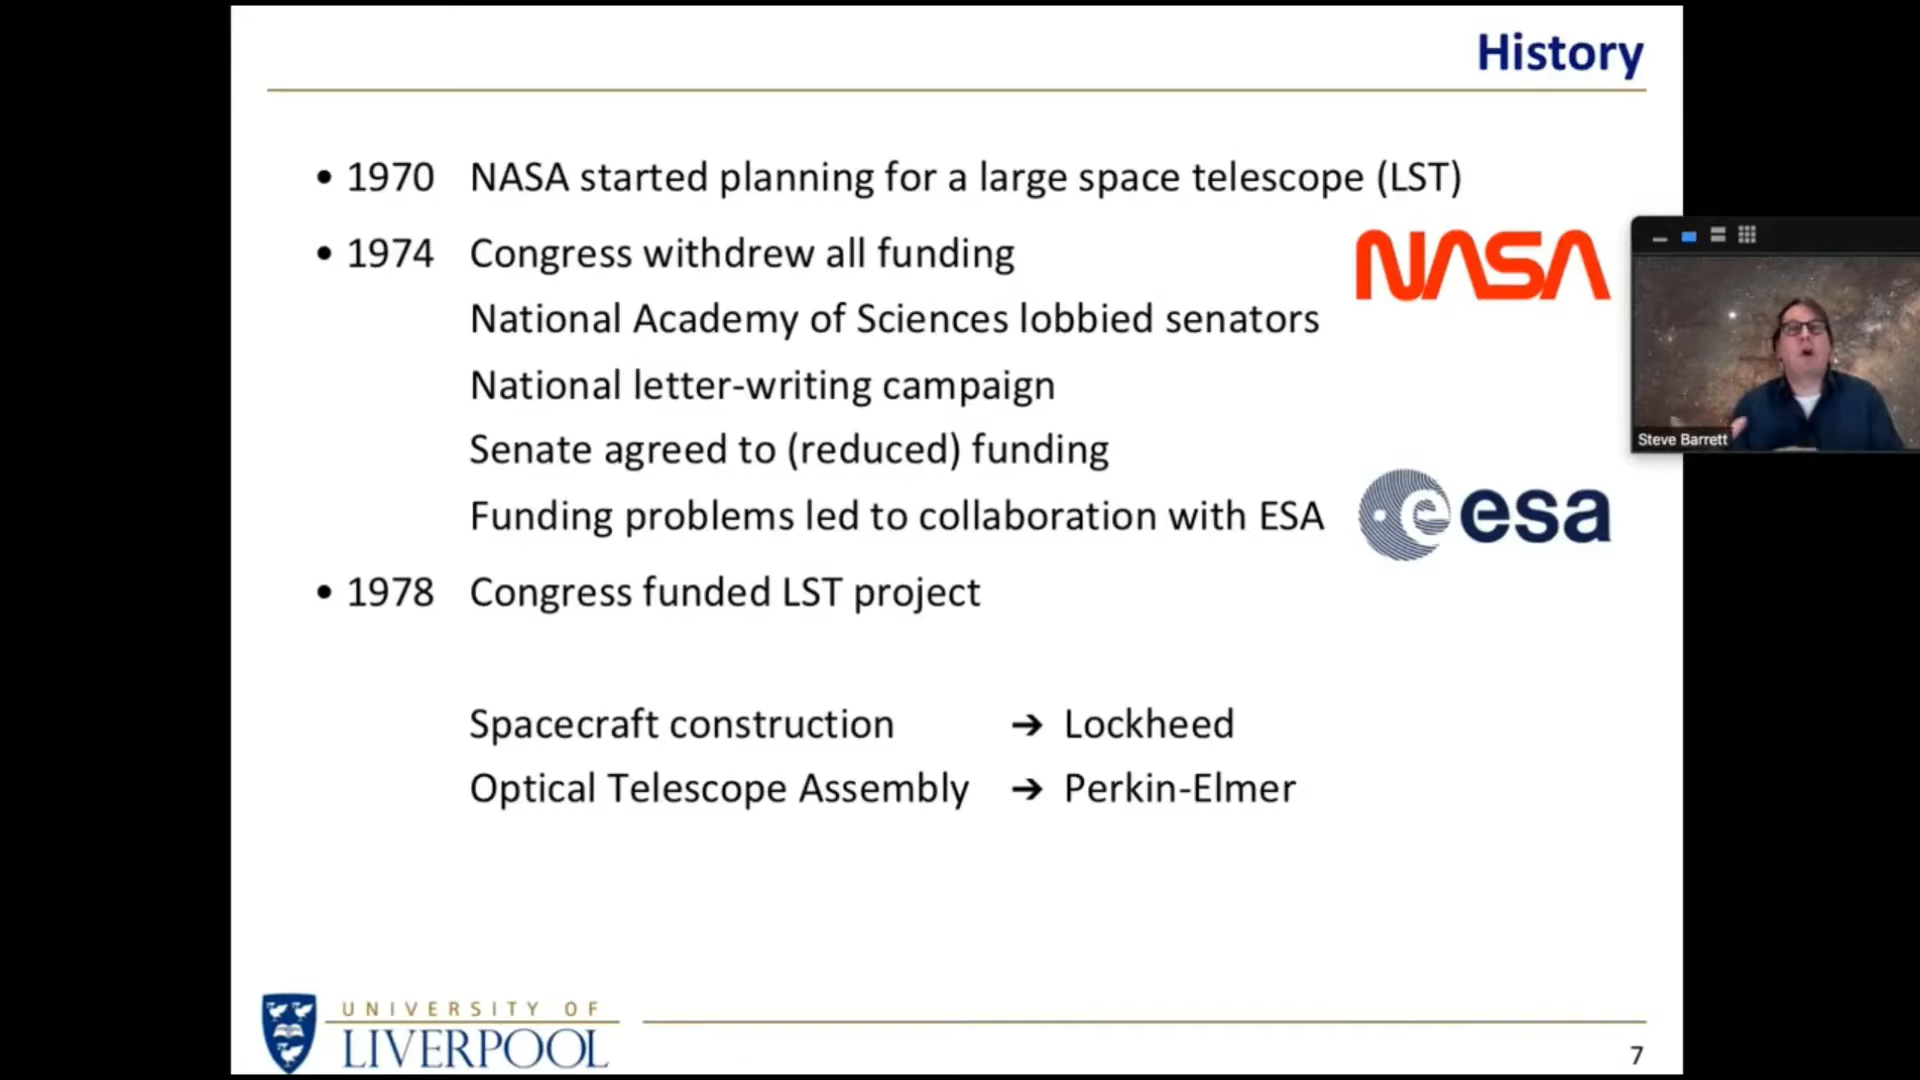 History
• 1970 NASA started planning for a large space telescope (LST)
• 1974 Congress withdrew all funding
NASA
National Academy of Sciences lobbied senators
National letter-writing campaign
Steve Barrett
Senate agreed to (reduced) funding
Funding problems led to collaboration with ESA
esa
• 1978 Congress funded LST project
Spacecraft construction ➔ Lockheed
Optical Telescope Assembly ➔ Perkin-Elmer
UNIVERSITY OF
LIVERPOOL
7